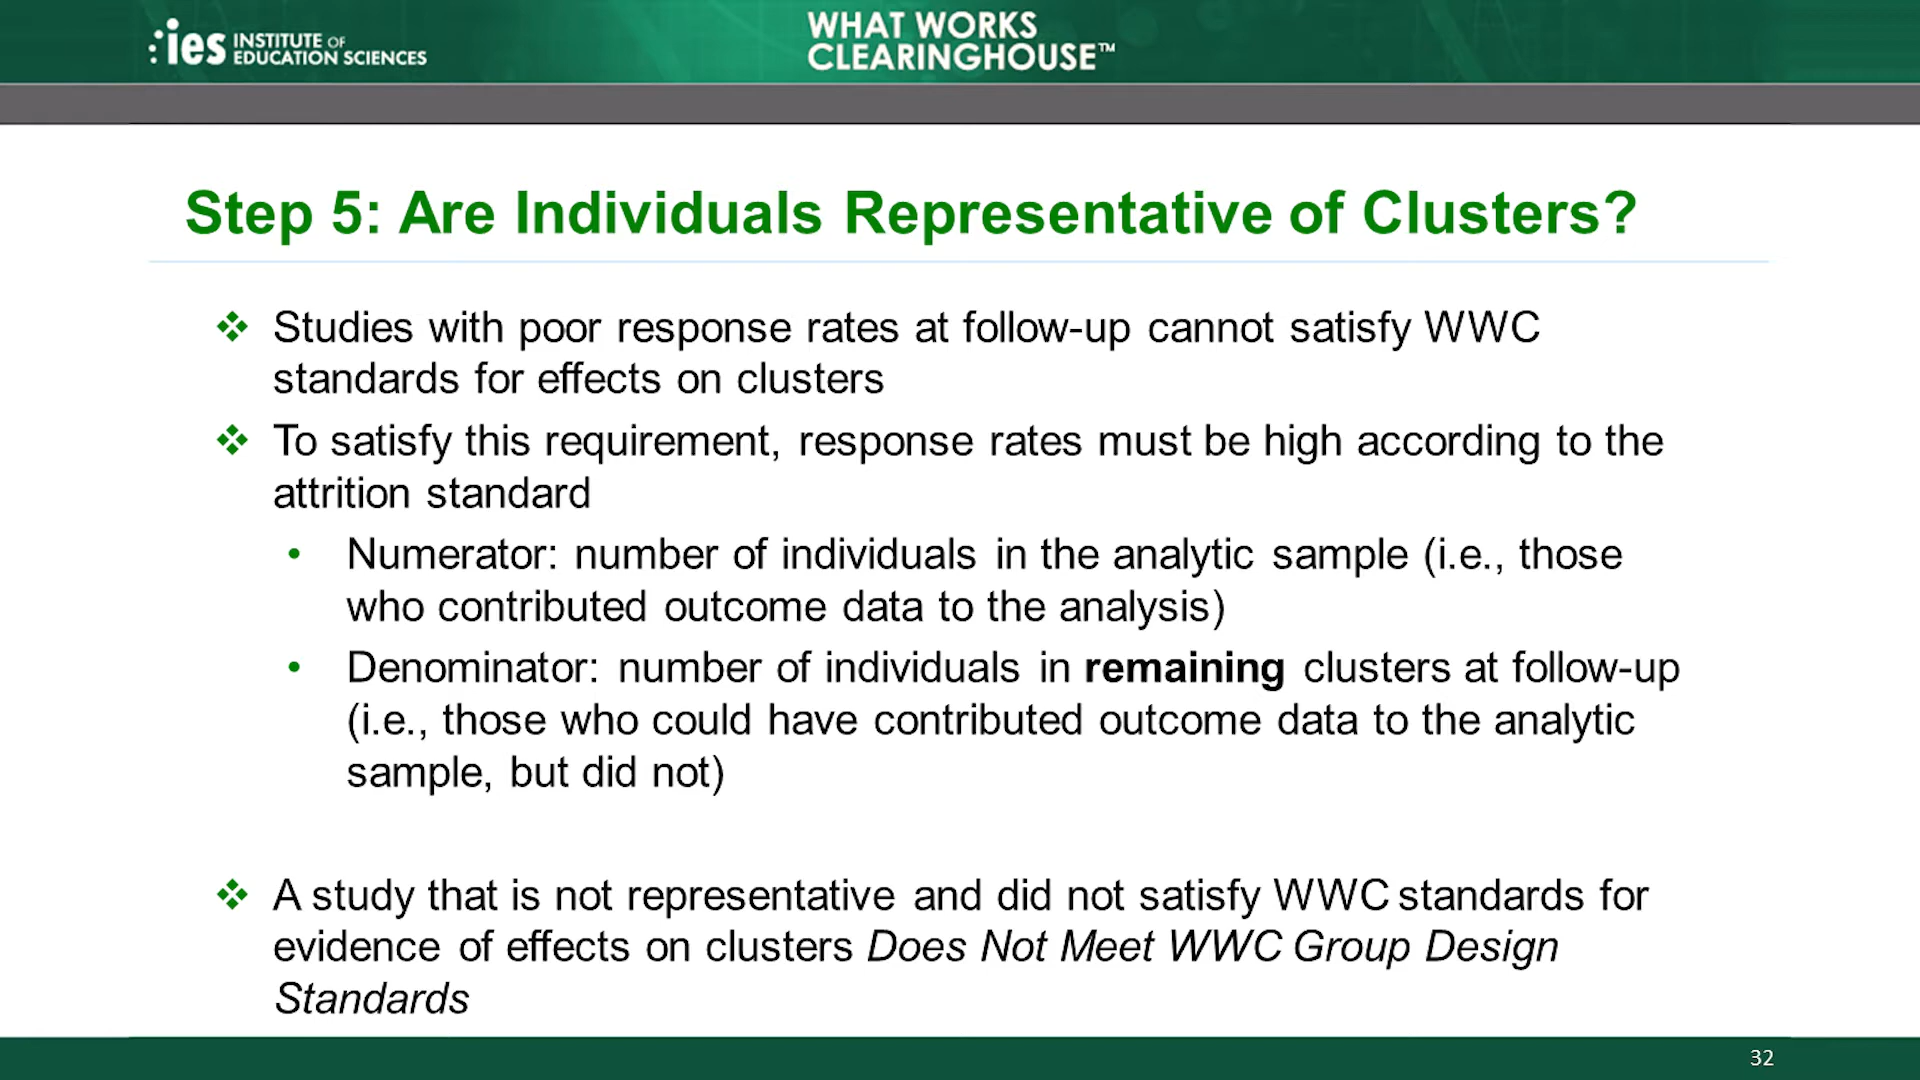 ies INSTITUTE OF
EDUCATION SCIENCES
WHAT WORKS
CLEARINGHOUSE™
Step 5: Are Individuals Representative of Clusters?
Studies with poor response rates at follow-up cannot satisfy WWC
standards for effects on clusters
To satisfy this requirement, response rates must be high according to the
attrition standard
• Numerator: number of individuals in the analytic sample (i.e., those
who contributed outcome data to the analysis)
• Denominator: number of individuals in remaining clusters at follow-up
(i.e., those who could have contributed outcome data to the analytic
sample, but did not)
A study that is not representative and did not satisfy WWC standards for
evidence of effects on clusters Does Not Meet WWC Group Design
Standards
32